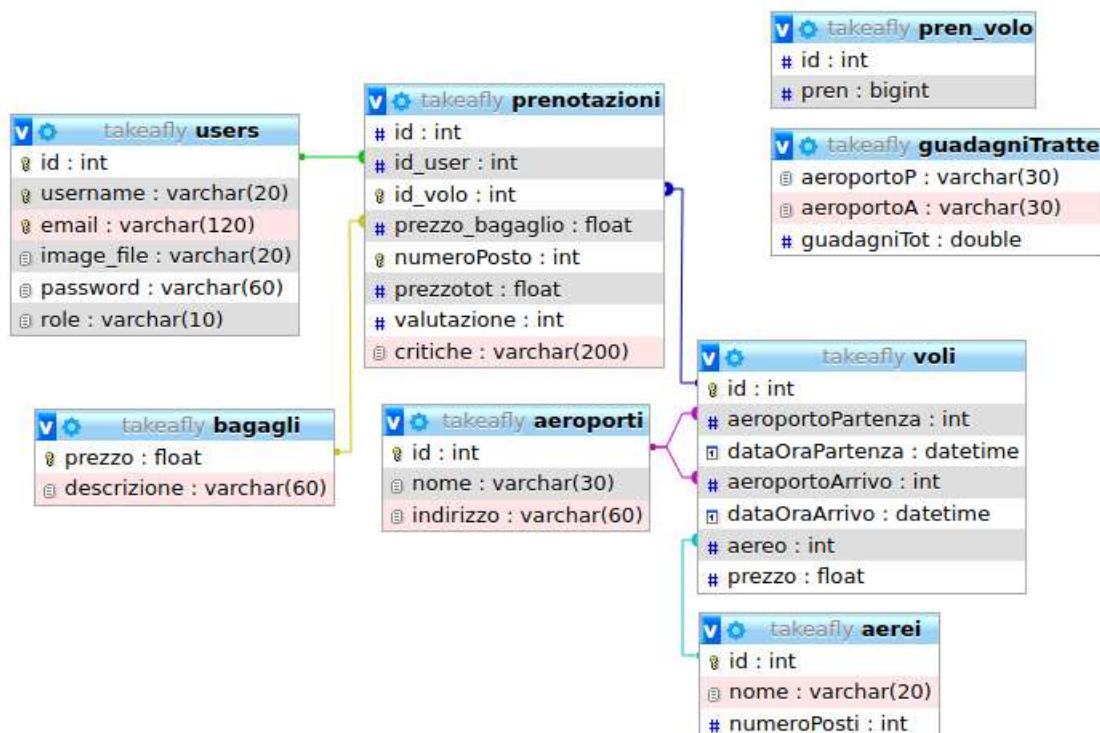 takeafly pren_volo
id : int
pren : bigint
takeafly users
id : int
username : varchar(20)
email : varchar(120)
image_file : varchar(20)
password : varchar(60)
role : varchar(10)
takeafly prenotazioni
id : int
id_user : int
id_volo : int
prezzo_bagaglio : float
numeroPosto : int
prezzotot : float
valutazione : int
critiche : varchar(200)
takeafly guadagniTratte
aeroportoP : varchar(30)
aeroportoA : varchar(30)
guadagniTot : double
takeafly bagagli
prezzo : float
descrizione : varchar(60)
takeafly aeroporti
id : int
nome : varchar(30)
indirizzo : varchar(60)
takeafly voli
id : int
aeroportoPartenza : int
dataOraPartenza : datetime
aeroportoArrivo : int
dataOraArrivo : datetime
aereo : int
prezzo : float
takeafly aerei
id : int
nome : varchar(20)
numeroPosti : int